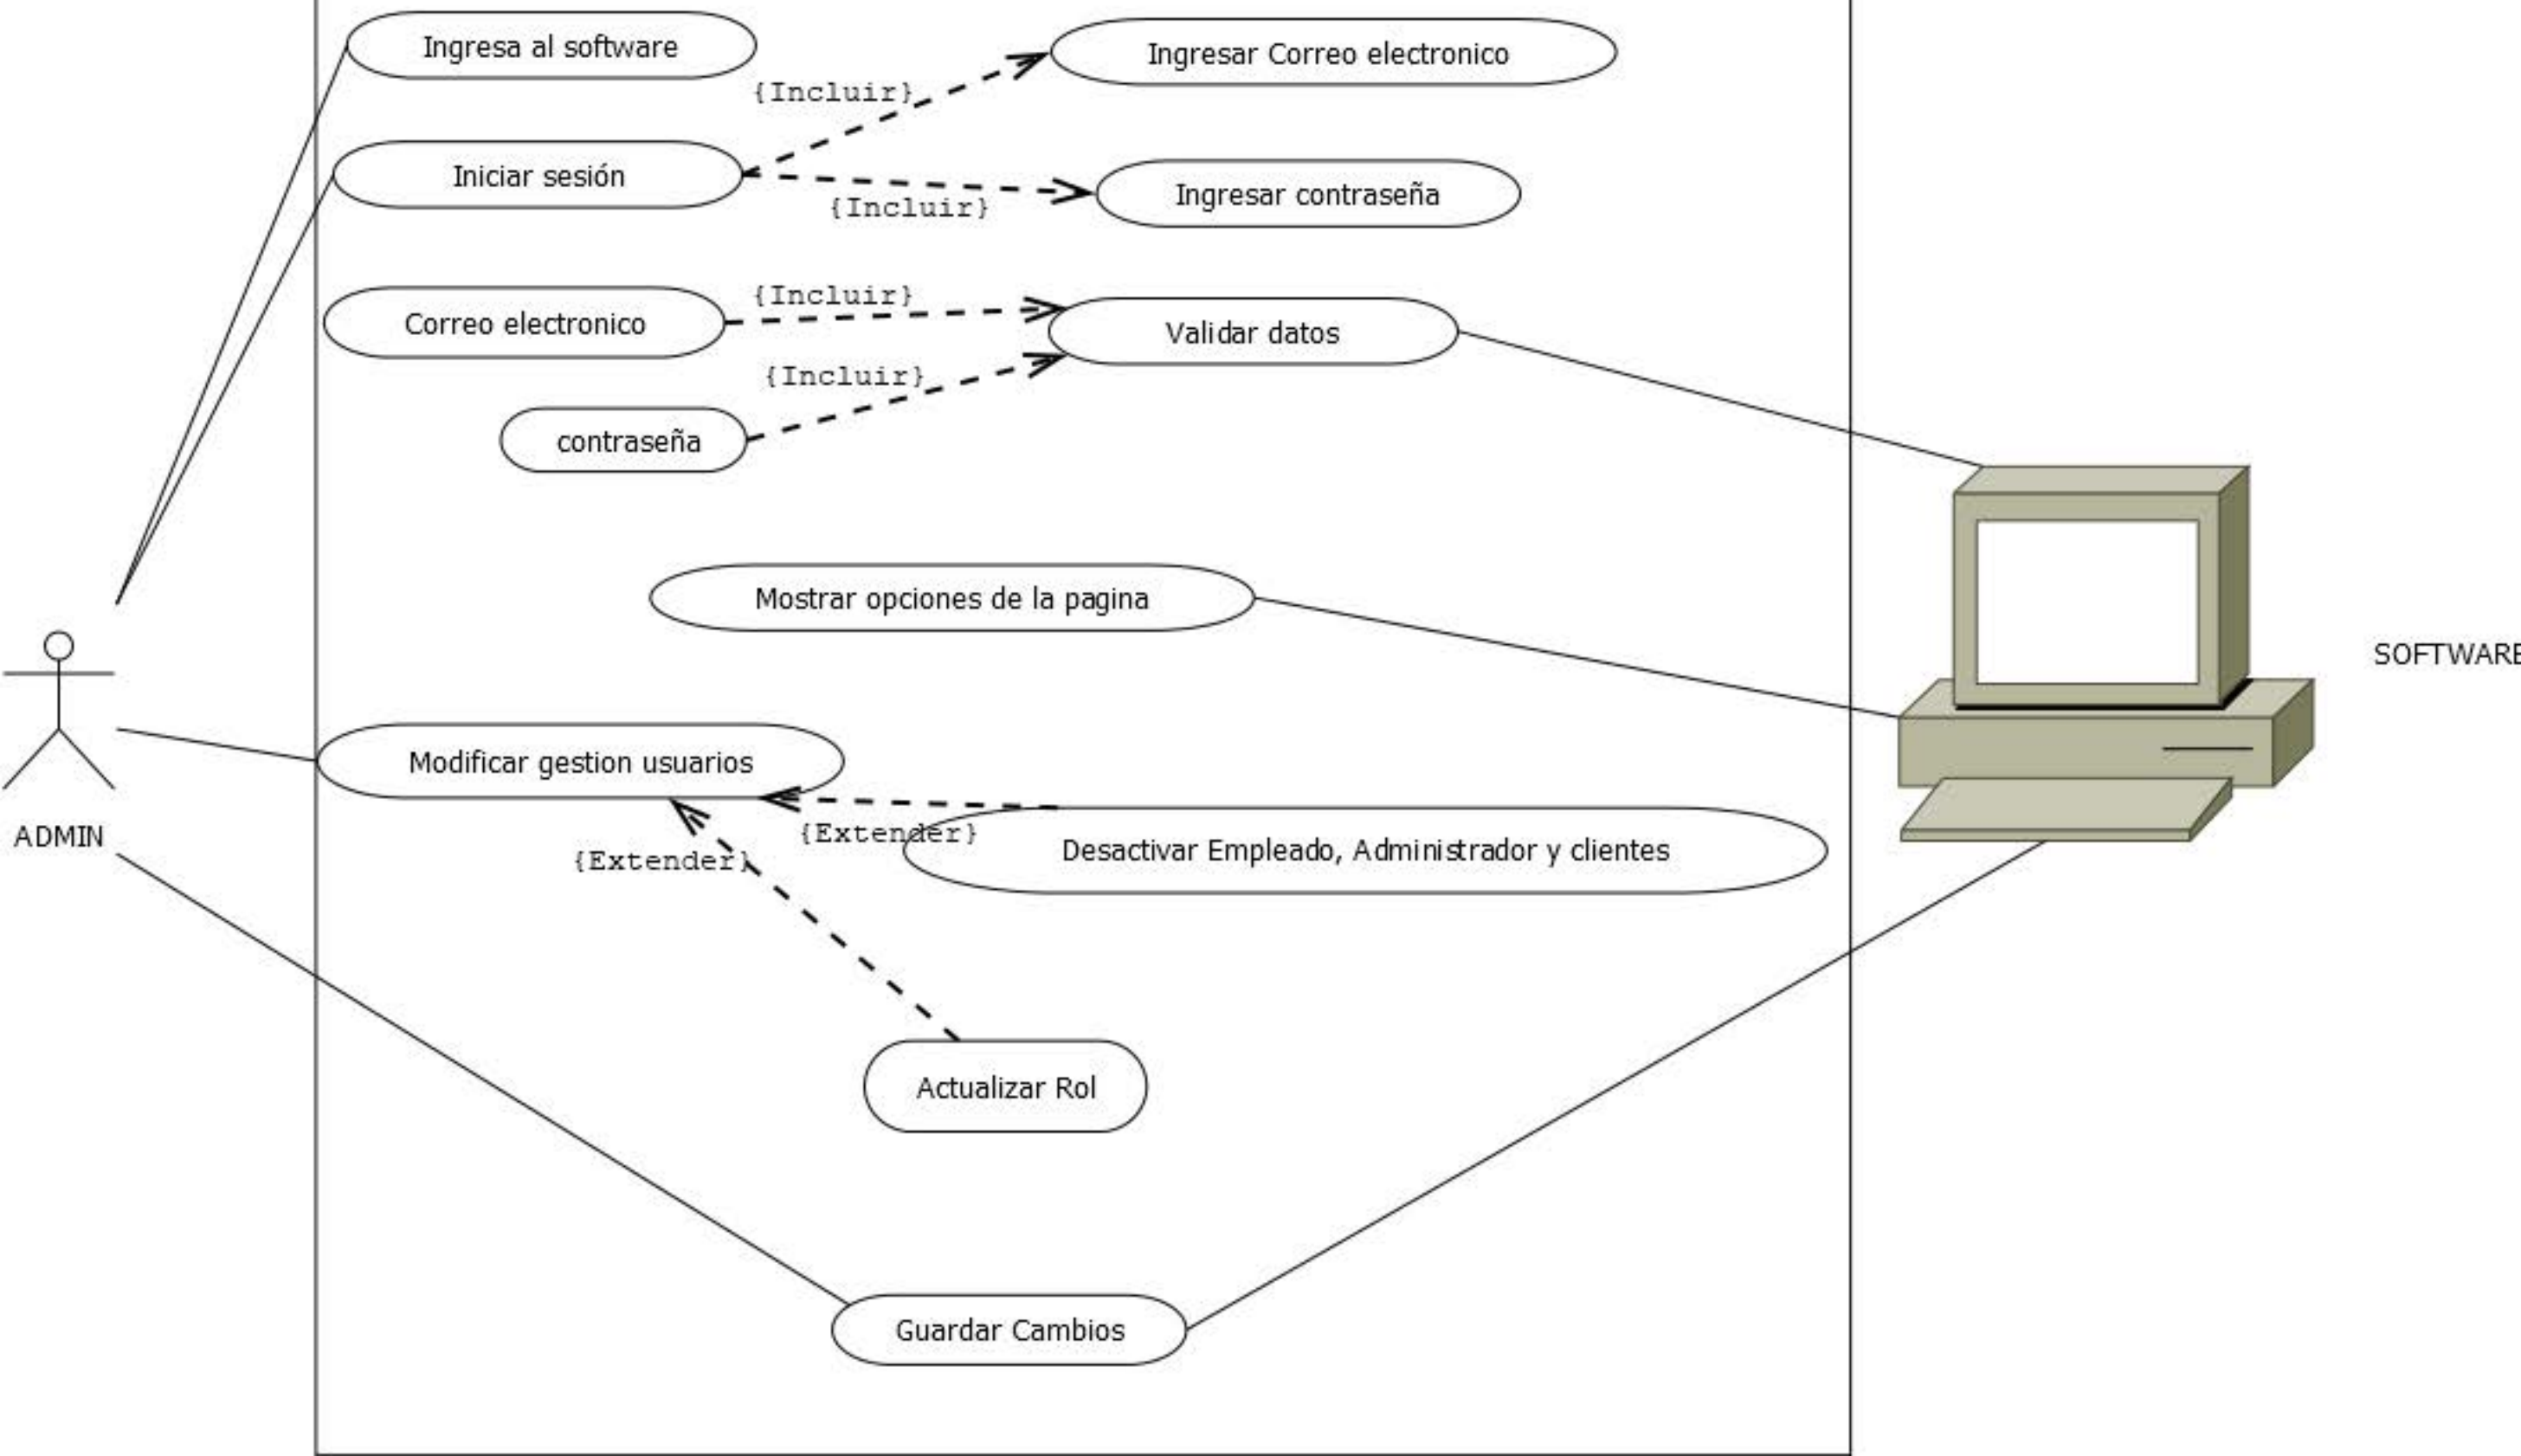 Ingresa al software
Ingresar Correo electronico
{Incluir}
Iniciar sesión
Ingresar contraseña
{Incluir}
{Incluir}
Correo electronico
Validar datos
{Incluir}
contraseña
Mostrar opciones de la pagina
SOFTWARE
Modificar gestion usuarios
{Extender}
ADMIN
Desactivar Empleado, Administrador y clientes
{Extender}
Actualizar Rol
Guardar Cambios